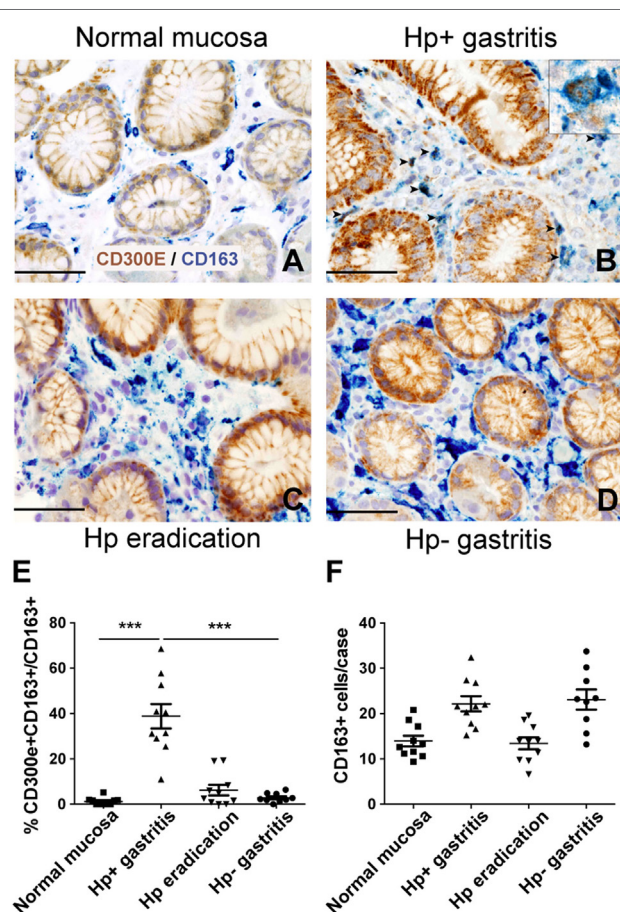 Normal mucosa
Hp+ gastritis
CD300E / CD163
A
B
C
D
Hp eradication
Hp- gastritis
E
% CD300e+CD163+/CD163+
80
60
40
20
0
***
***
Normal mucosa
Hp+ gastritis
Hp eradication
Hp- gastritis
F
CD163+ cells/case
40
30
20
10
0
Normal mucosa
Hp+ gastritis
Hp eradication
Hp- gastritis